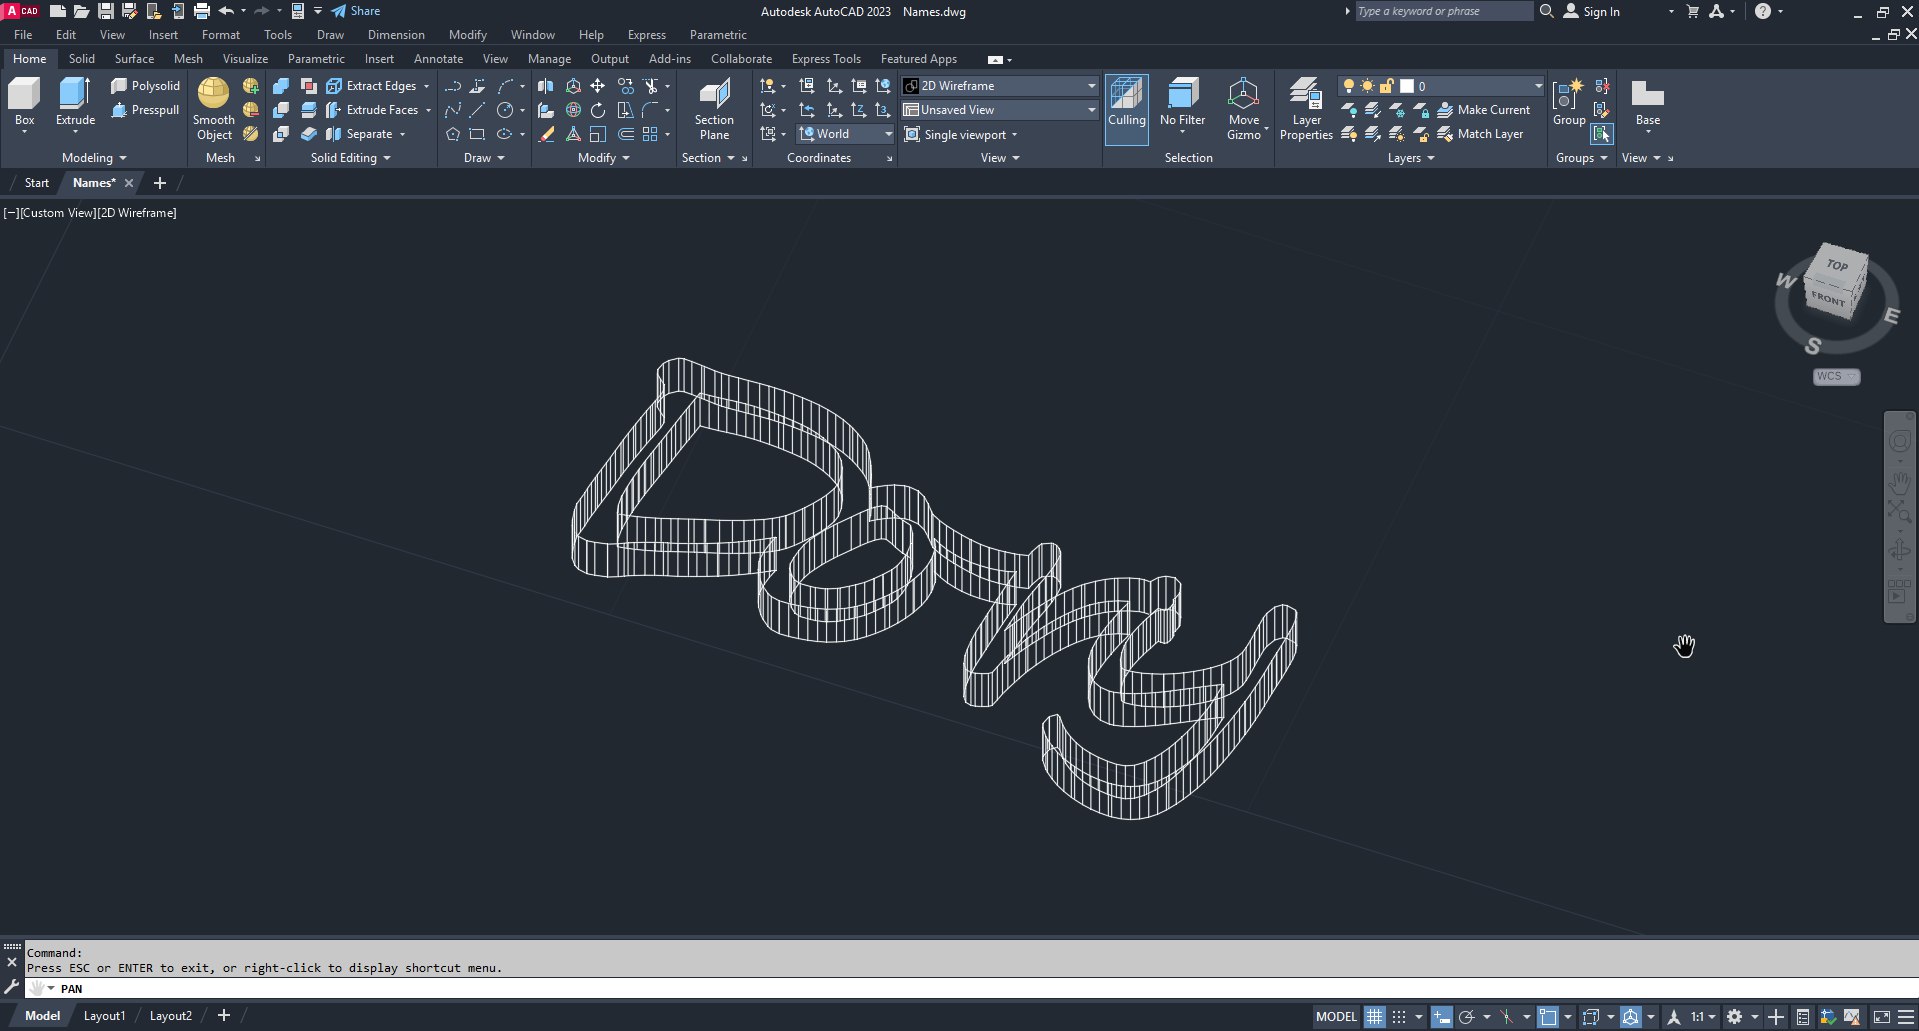 A CAD Share Autodesk AutoCAD 2023 Names.dwg Type a keyword or phrase Sign In
File Edit View Insert Format Tools Draw Dimension Modify Window Help Express Parametric
Home Solid Surface Mesh Visualize Parametric Insert Annotate View Manage Output Add-ins Collaborate Express Tools Featured Apps
Polysolid Extract Edges 2D Wireframe 0
Presspull Extrude Faces Unsaved View Make Current
Box Extrude Smooth Object Separate Section Plane World Single viewport Culling No Filter Move Gizmo Layer Properties Match Layer Group Base
Modeling Mesh Solid Editing Draw Modify Section Coordinates View Selection Layers Groups View
Start Names* +
[−][Custom View][2D Wireframe]
TOP
FRONT
W
E
S
WCS
Dony
Command:
Press ESC or ENTER to exit, or right-click to display shortcut menu.
PAN
Model Layout1 Layout2 + MODEL 1:1